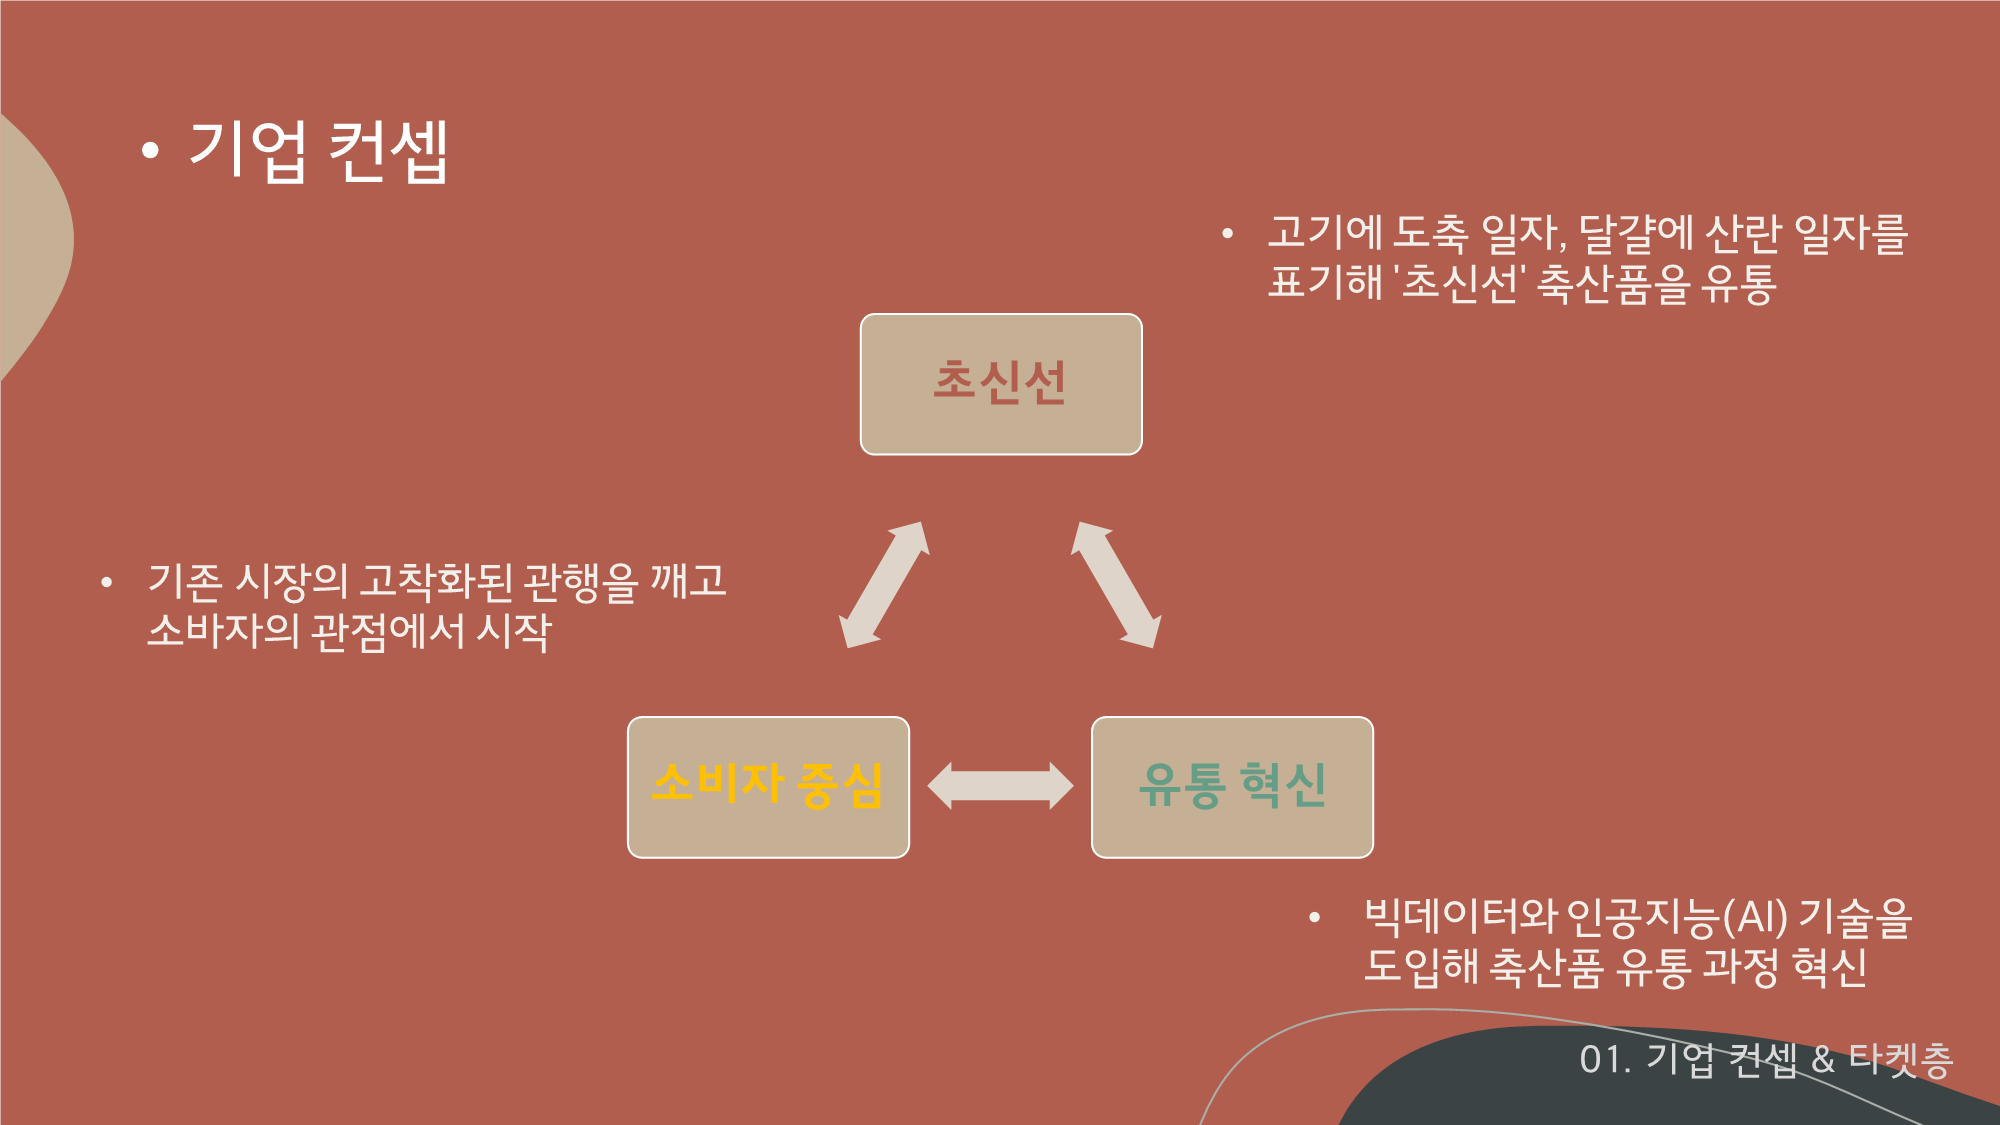 • 기업 컨셉
• 고기에 도축 일자, 달걀에 산란 일자를
표기해 '초신선' 축산품을 유통
초신선
• 기존 시장의 고착화된 관행을 깨고
소바자의 관점에서 시작
소비자 중심
유통 혁신
• 빅데이터와 인공지능(AI) 기술을
도입해 축산품 유통 과정 혁신
01. 기업 컨셉 & 타켓층